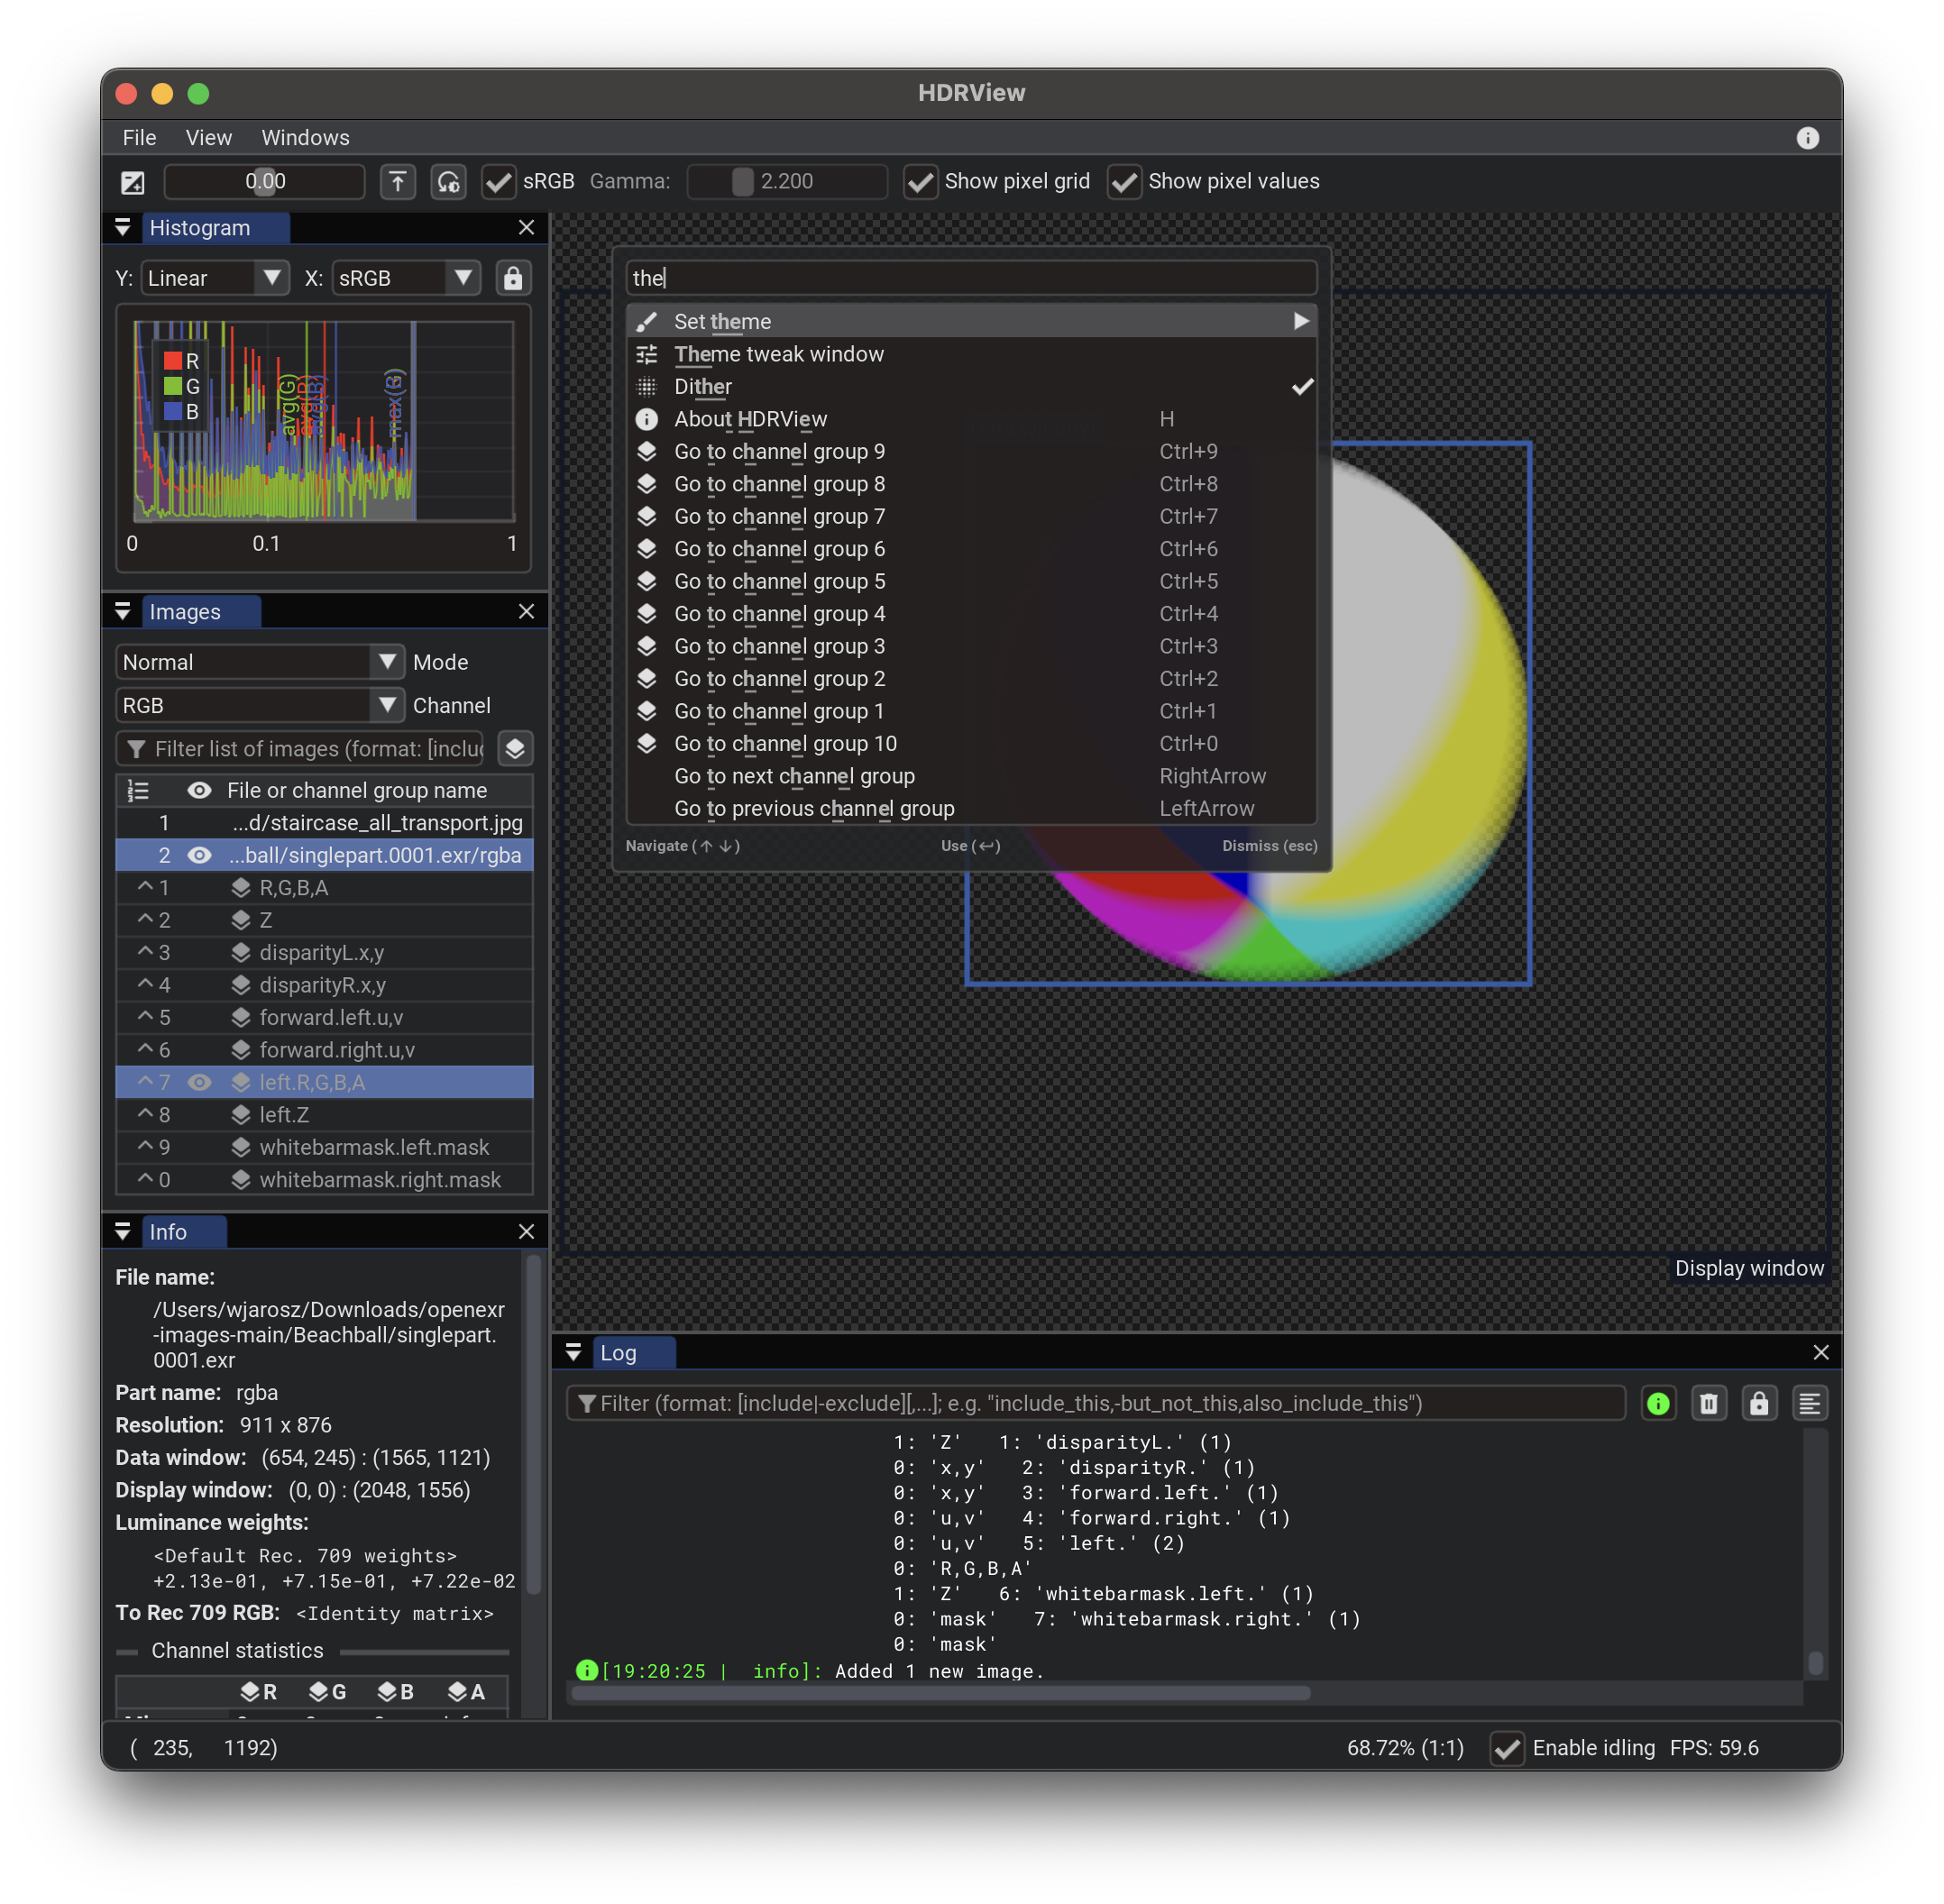 HDRView
File View Windows
0.00 sRGB Gamma: 2.200 Show pixel grid Show pixel values
Histogram
Y: Linear X: sRGB
R
G
B
avg(G)
avg(B)
max(B)
0 0.1 1
Images
Normal Mode
RGB Channel
Filter list of images (format: [inclu
File or channel group name
1 ...d/staircase_all_transport.jpg
2 ...ball/singlepart.0001.exr/rgba
^ 1 R,G,B,A
^ 2 Z
^ 3 disparityL.x,y
^ 4 disparityR.x,y
^ 5 forward.left.u,v
^ 6 forward.right.u,v
^ 7 left.R,G,B,A
^ 8 left.Z
^ 9 whitebarmask.left.mask
^ 0 whitebarmask.right.mask
Info
File name:
/Users/wjarosz/Downloads/openexr
-images-main/Beachball/singlepart.
0001.exr
Part name: rgba
Resolution: 911 x 876
Data window: (654, 245) : (1565, 1121)
Display window: (0, 0) : (2048, 1556)
Luminance weights:
<Default Rec. 709 weights>
+2.13e-01, +7.15e-01, +7.22e-02
To Rec 709 RGB: <Identity matrix>
Channel statistics
R G B A
the
Set theme
Theme tweak window
Dither
About HDRView H
Go to channel group 9 Ctrl+9
Go to channel group 8 Ctrl+8
Go to channel group 7 Ctrl+7
Go to channel group 6 Ctrl+6
Go to channel group 5 Ctrl+5
Go to channel group 4 Ctrl+4
Go to channel group 3 Ctrl+3
Go to channel group 2 Ctrl+2
Go to channel group 1 Ctrl+1
Go to channel group 10 Ctrl+0
Go to next channel group RightArrow
Go to previous channel group LeftArrow
Navigate (↑ ↓) Use (↩) Dismiss (esc)
Display window
Log
Filter (format: [include|-exclude][,...]; e.g. "include_this,-but_not_this,also_include_this")
1: 'Z' 1: 'disparityL.' (1)
0: 'x,y' 2: 'disparityR.' (1)
0: 'x,y' 3: 'forward.left.' (1)
0: 'u,v' 4: 'forward.right.' (1)
0: 'u,v' 5: 'left.' (2)
0: 'R,G,B,A'
1: 'Z' 6: 'whitebarmask.left.' (1)
0: 'mask' 7: 'whitebarmask.right.' (1)
0: 'mask'
[19:20:25 | info]: Added 1 new image.
( 235, 1192)
68.72% (1:1) Enable idling FPS: 59.6